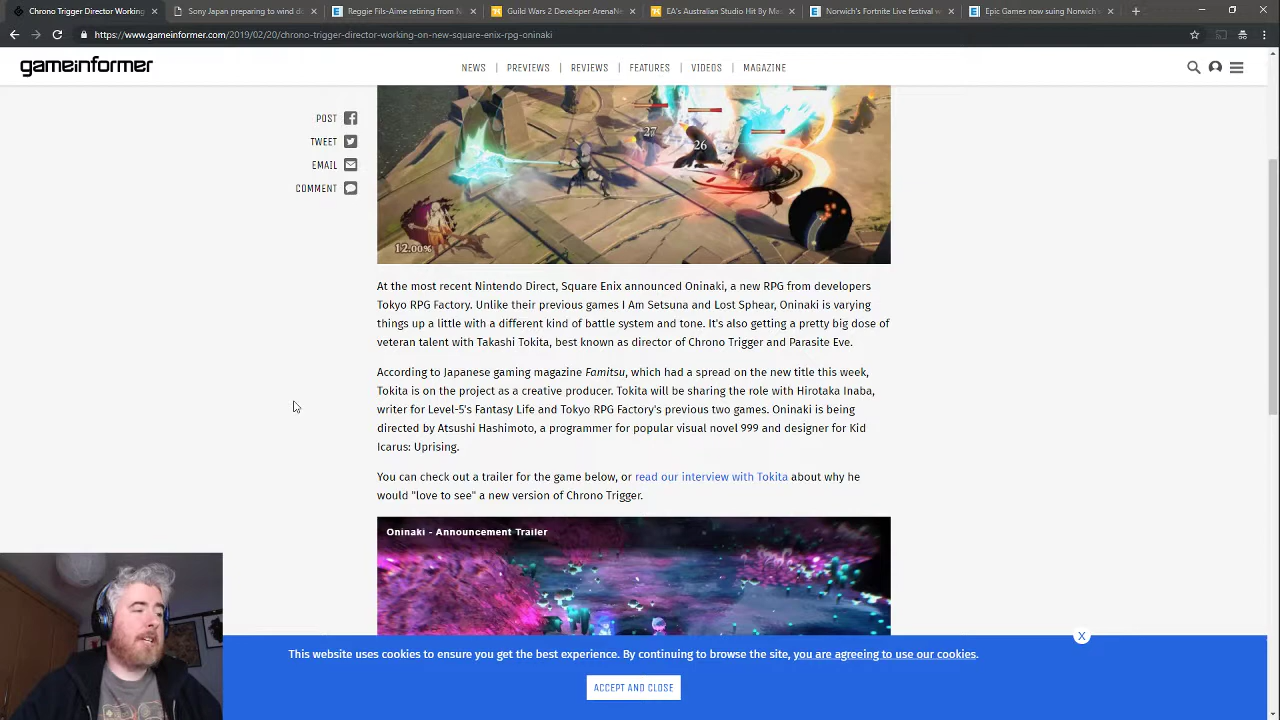 Chrono Trigger Director Working
Sony Japan preparing to wind do
Reggie Fils-Aime retiring from N
Guild Wars 2 Developer ArenaNe
EA's Australian Studio Hit By Ma
Norwich's Fortnite Live festival w
Epic Games now suing Norwich's
https://www.gameinformer.com/2019/02/20/chrono-trigger-director-working-on-new-square-enix-rpg-oninaki
gameinformer
NEWS | PREVIEWS | REVIEWS | FEATURES | VIDEOS | MAGAZINE
POST
TWEET
EMAIL
COMMENT
27
26
12.00%
At the most recent Nintendo Direct, Square Enix announced Oninaki, a new RPG from developers
Tokyo RPG Factory. Unlike their previous games I Am Setsuna and Lost Sphear, Oninaki is varying
things up a little with a different kind of battle system and tone. It's also getting a pretty big dose of
veteran talent with Takashi Tokita, best known as director of Chrono Trigger and Parasite Eve.
According to Japanese gaming magazine Famitsu, which had a spread on the new title this week,
Tokita is on the project as a creative producer. Tokita will be sharing the role with Hirotaka Inaba,
writer for Level-5's Fantasy Life and Tokyo RPG Factory's previous two games. Oninaki is being
directed by Atsushi Hashimoto, a programmer for popular visual novel 999 and designer for Kid
Icarus: Uprising.
You can check out a trailer for the game below, or read our interview with Tokita about why he
would "love to see" a new version of Chrono Trigger.
Oninaki - Announcement Trailer
This website uses cookies to ensure you get the best experience. By continuing to browse the site, you are agreeing to use our cookies.
X
ACCEPT AND CLOSE